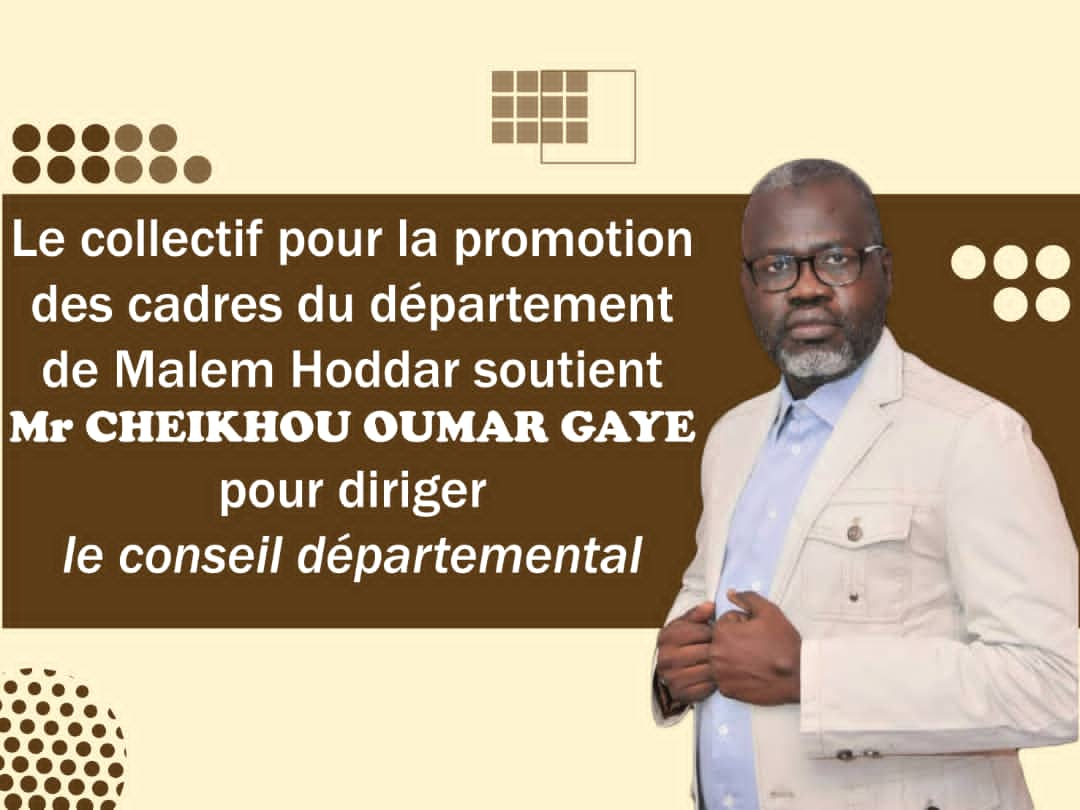 Le collectif pour la promotion
des cadres du département
de Malem Hoddar soutient
Mr CHEIKHOU OUMAR GAYE
pour diriger
le conseil départemental